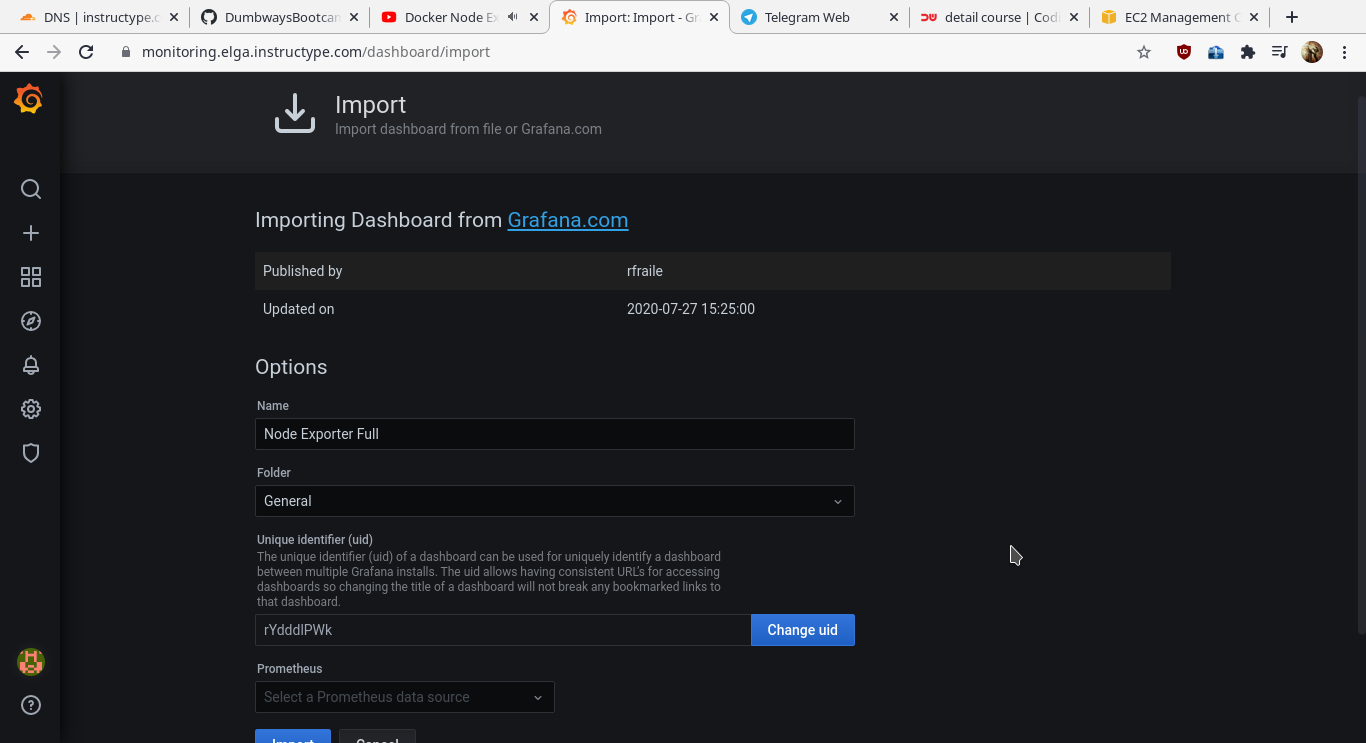 DNS | instructype.c
DumbwaysBootcan
Docker Node Ex
Import: Import - Gr
Telegram Web
detail course | Codi
EC2 Management C
monitoring.elga.instructype.com/dashboard/import
Import
Import dashboard from file or Grafana.com
Importing Dashboard from Grafana.com
Published by rfraile
Updated on 2020-07-27 15:25:00
Options
Name
Node Exporter Full
Folder
General
Unique identifier (uid)
The unique identifier (uid) of a dashboard can be used for uniquely identify a dashboard
between multiple Grafana installs. The uid allows having consistent URL's for accessing
dashboards so changing the title of a dashboard will not break any bookmarked links to
that dashboard.
rYdddlPWk
Change uid
Prometheus
Select a Prometheus data source
Import
Cancel